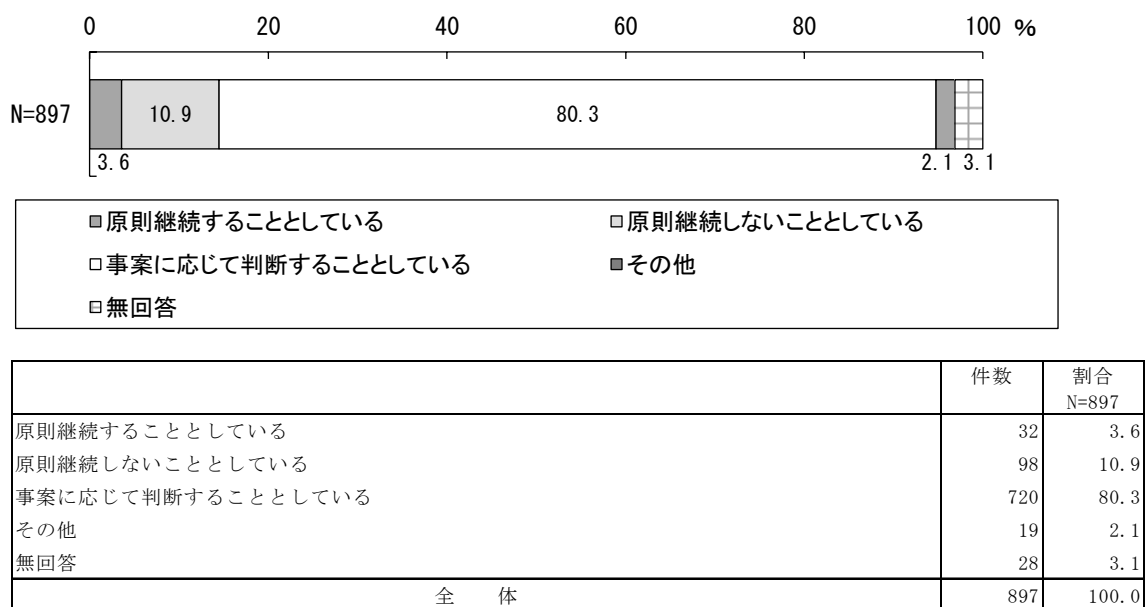 0 20 40 60 80 100 %
N=897 10.9 80.3
3.6 2.1 3.1
原則継続することとしている 原則継続しないこととしている
事案に応じて判断することとしている その他
無回答
件数 割合
N=897
原則継続することとしている 32 3.6
原則継続しないこととしている 98 10.9
事案に応じて判断することとしている 720 80.3
その他 19 2.1
無回答 28 3.1
全 体 897 100.0